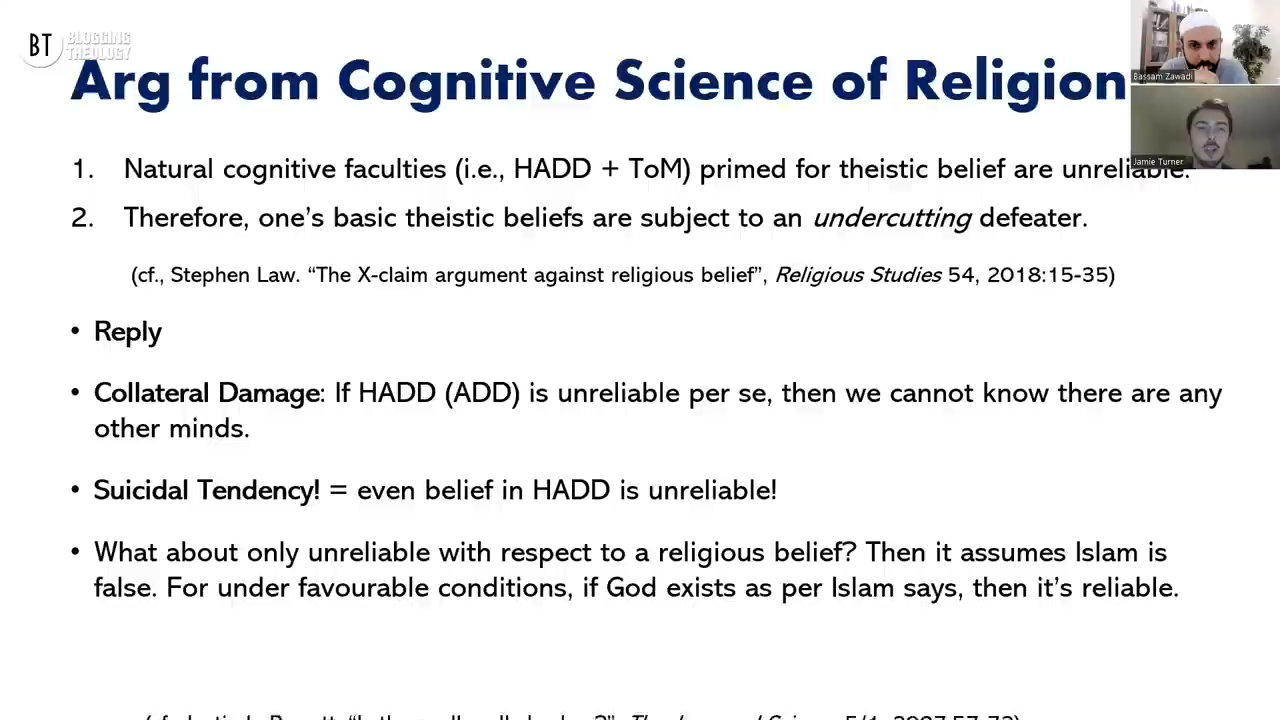 BT BLOGGING
THEOLOGY
Arg from Cognitive Science of Religion
Bassam Zawadi
Jamie Turner
1. Natural cognitive faculties (i.e., HADD + ToM) primed for theistic belief are unreliable.
2. Therefore, one's basic theistic beliefs are subject to an undercutting defeater.
(cf., Stephen Law. “The X-claim argument against religious belief”, Religious Studies 54, 2018:15-35)
• Reply
• Collateral Damage: If HADD (ADD) is unreliable per se, then we cannot know there are any
other minds.
• Suicidal Tendency! = even belief in HADD is unreliable!
• What about only unreliable with respect to a religious belief? Then it assumes Islam is
false. For under favourable conditions, if God exists as per Islam says, then it’s reliable.